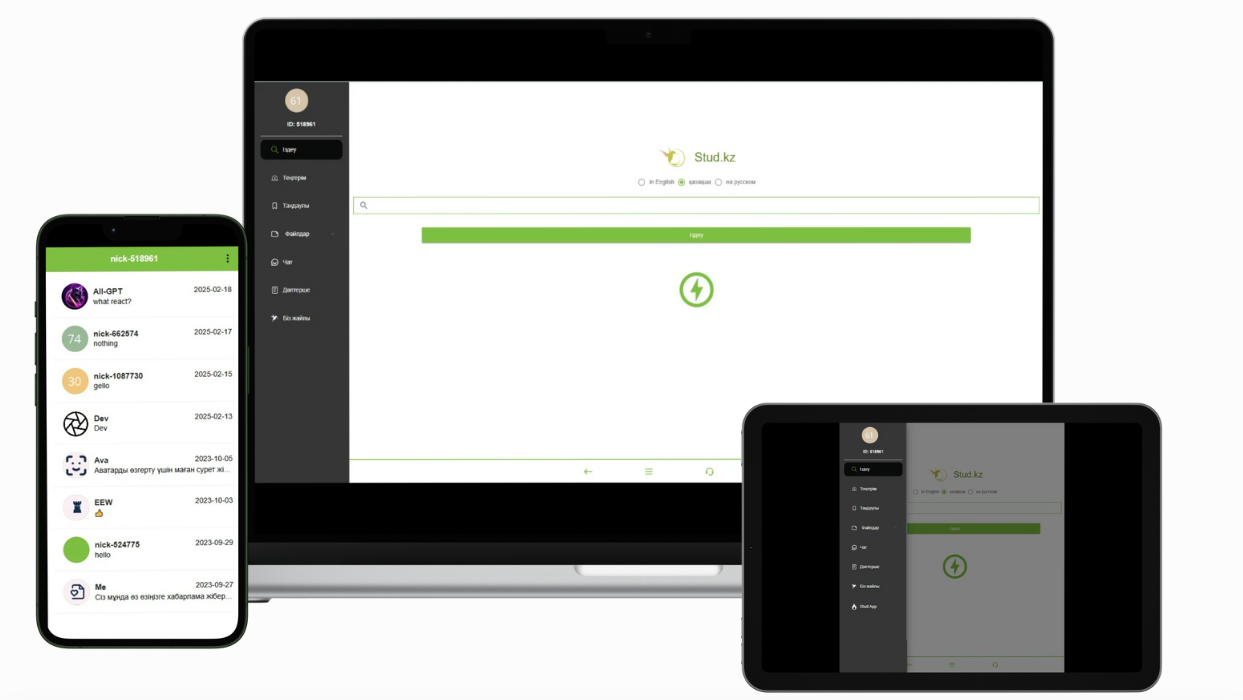 61
ID: 518961
Іздеу
Теңгерім
Таңдаулы
Файлдар
Чат
Дәптерше
Біз жайлы
Stud.kz
In English қазақша на русском
Іздеу
nick-518961
All-GPT 2025-02-18
what react?
74 nick-662574 2025-02-17
nothing
30 nick-1087730 2025-02-15
gello
Dev 2025-02-13
Dev
Ava 2023-10-05
Аватарды өзгерту үшін маған сурет жі...
EEW 2023-10-03
nick-524775 2023-09-29
hello
Me 2023-09-27
Сіз мұнда өз өзіңізге хабарлама жібер...
61
ID: 518961
Іздеу
Теңгерім
Таңдаулы
Файлдар
Чат
Дәптерше
Біз жайлы
Stud App
Stud.kz
In English қазақша на русском
Іздеу